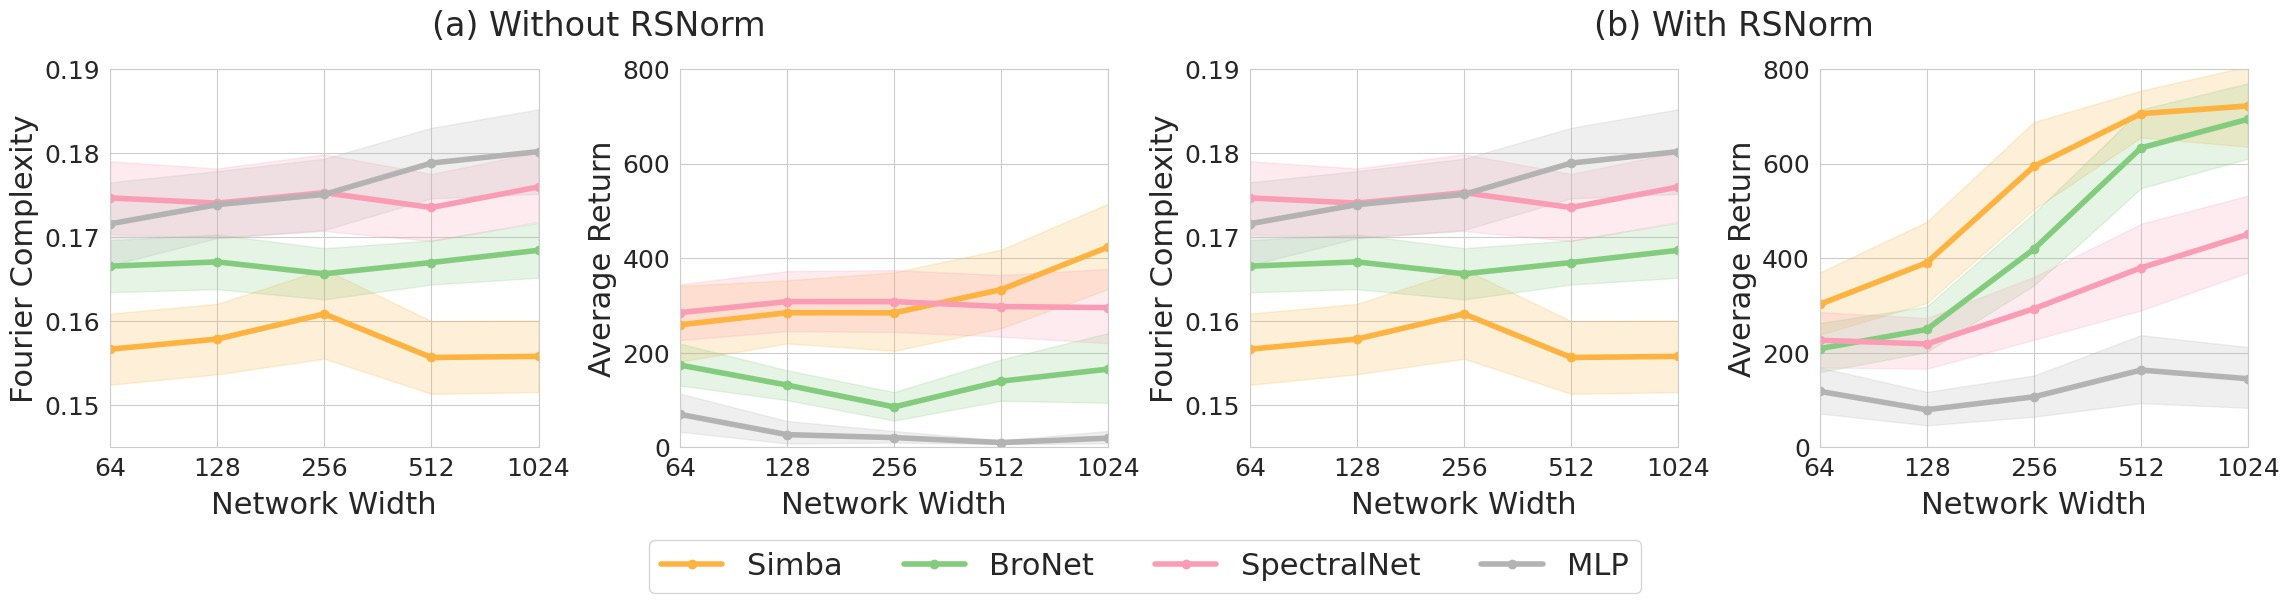 (a) Without RSNorm
(b) With RSNorm
Fourier Complexity
0.19
0.18
0.17
0.16
0.15
64 128 256 512 1024
Network Width
Average Return
800
600
400
200
0
64 128 256 512 1024
Network Width
Fourier Complexity
0.19
0.18
0.17
0.16
0.15
64 128 256 512 1024
Network Width
Average Return
800
600
400
200
0
64 128 256 512 1024
Network Width
Simba BroNet SpectralNet MLP